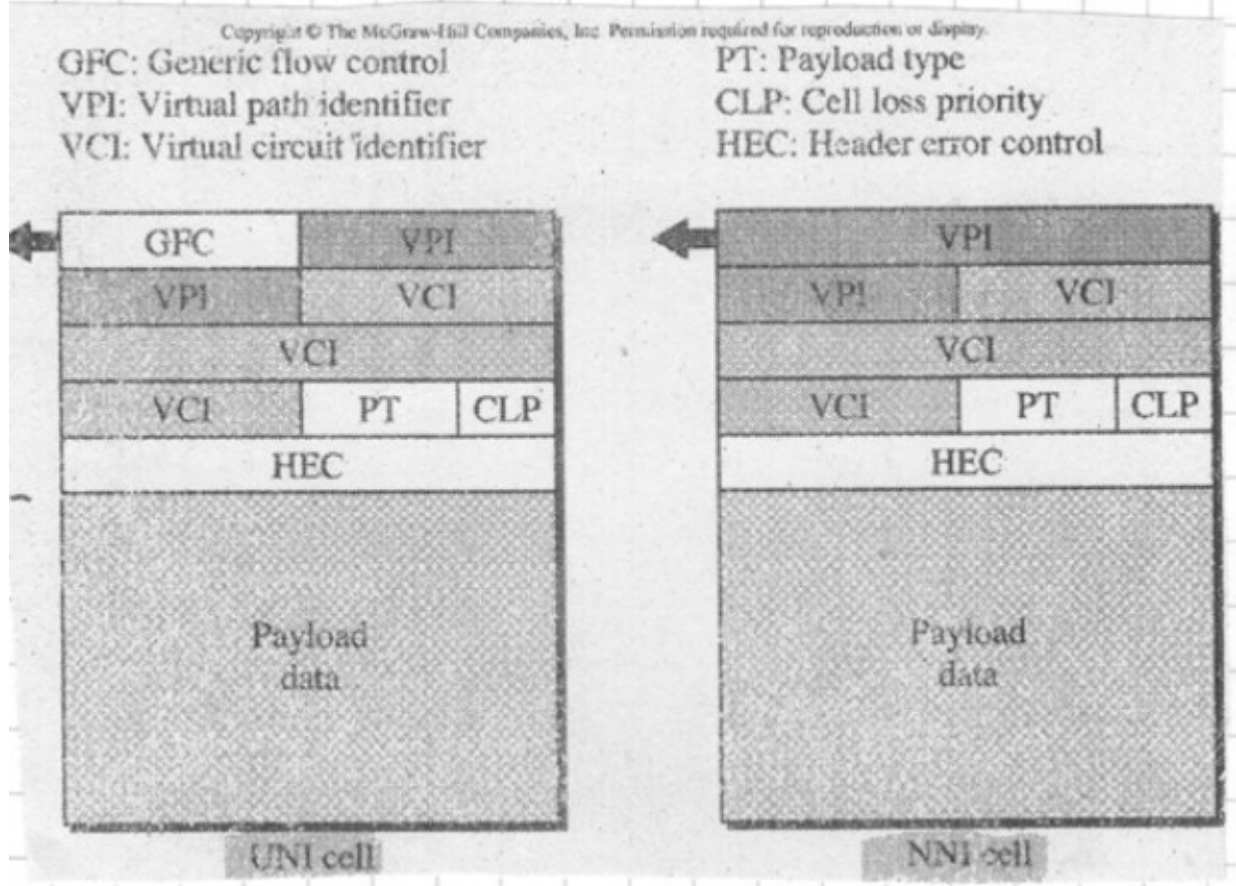 Copyright © The McGraw-Hill Companies, Inc. Permission required for reproduction or display.
GFC: Generic flow control
VPI: Virtual path identifier
VCI: Virtual circuit identifier
PT: Payload type
CLP: Cell loss priority
HEC: Header error control
GFC VPI
VPI VCI
VCI
VCI PT CLP
HEC
Payload
data
UNI cell
VPI
VPI VCI
VCI
VCI PT CLP
HEC
Payload
data
NNI cell